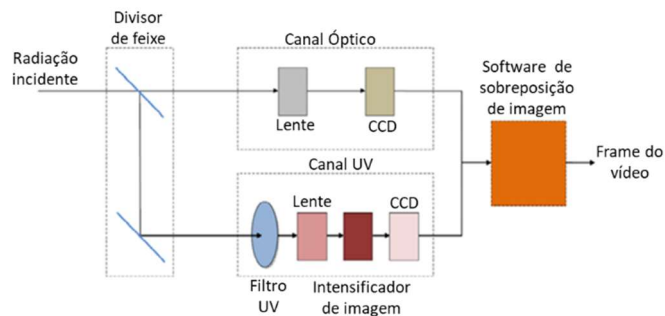 Divisor
de feixe
Radiação
incidente
Canal Óptico
Lente
CCD
Software de
sobreposição
de imagem
Frame do
vídeo
Canal UV
Lente
CCD
Filtro
UV
Intensificador
de imagem